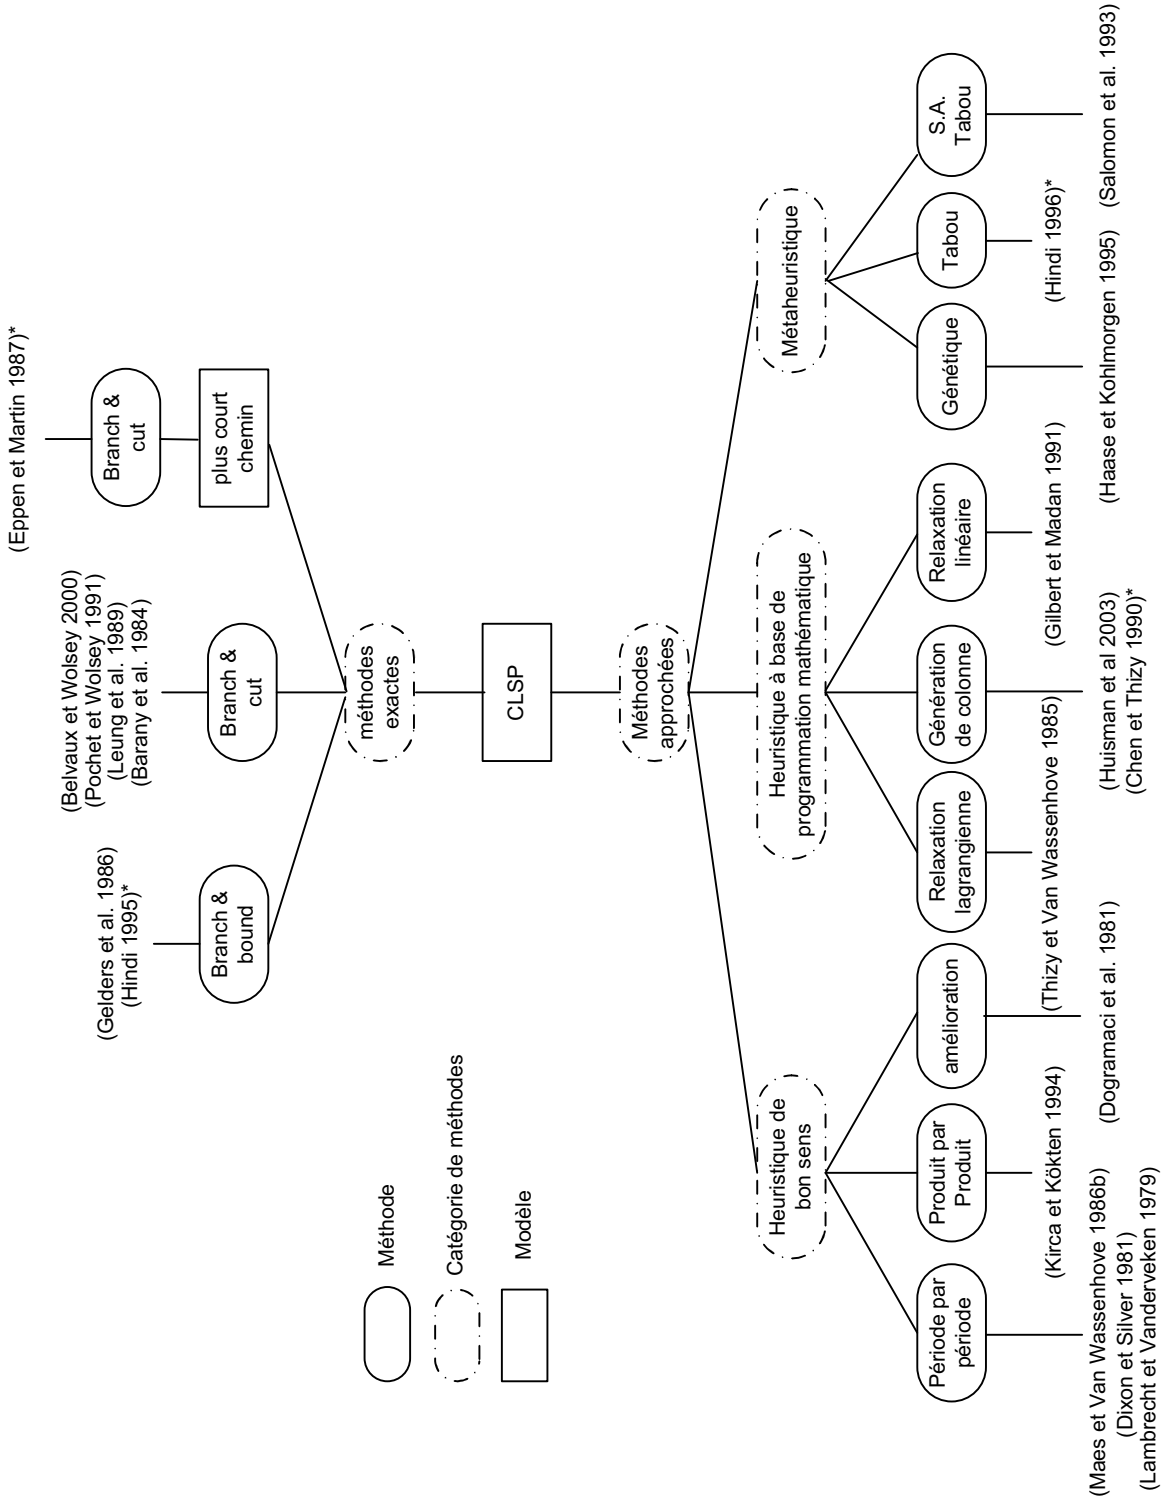 (Eppen et Martin 1987)*
Branch &
cut
plus court
chemin
(Belvaux et Wolsey 2000)
(Pochet et Wolsey 1991)
(Leung et al. 1989)
(Barany et al. 1984)
Branch &
cut
(Gelders et al. 1986)
(Hindi 1995)*
Branch &
bound
méthodes
exactes
CLSP
Méthodes
approchées
Méthode
Catégorie de méthodes
Modèle
Heuristique de
bon sens
Heuristique à base de
programmation mathématique
Métaheuristique
Période par
période
Produit par
Produit
amélioration
Relaxation
lagrangienne
Génération
de colonne
Relaxation
linéaire
Génétique
Tabou
S.A.
Tabou
(Maes et Van Wassenhove 1986b)
(Dixon et Silver 1981)
(Lambrecht et Vanderveken 1979)
(Kirca et Kökten 1994)
(Dogramaci et al. 1981)
(Thizy et Van Wassenhove 1985)
(Huisman et al 2003)
(Chen et Thizy 1990)*
(Gilbert et Madan 1991)
(Haase et Kohlmorgen 1995)
(Hindi 1996)*
(Salomon et al. 1993)